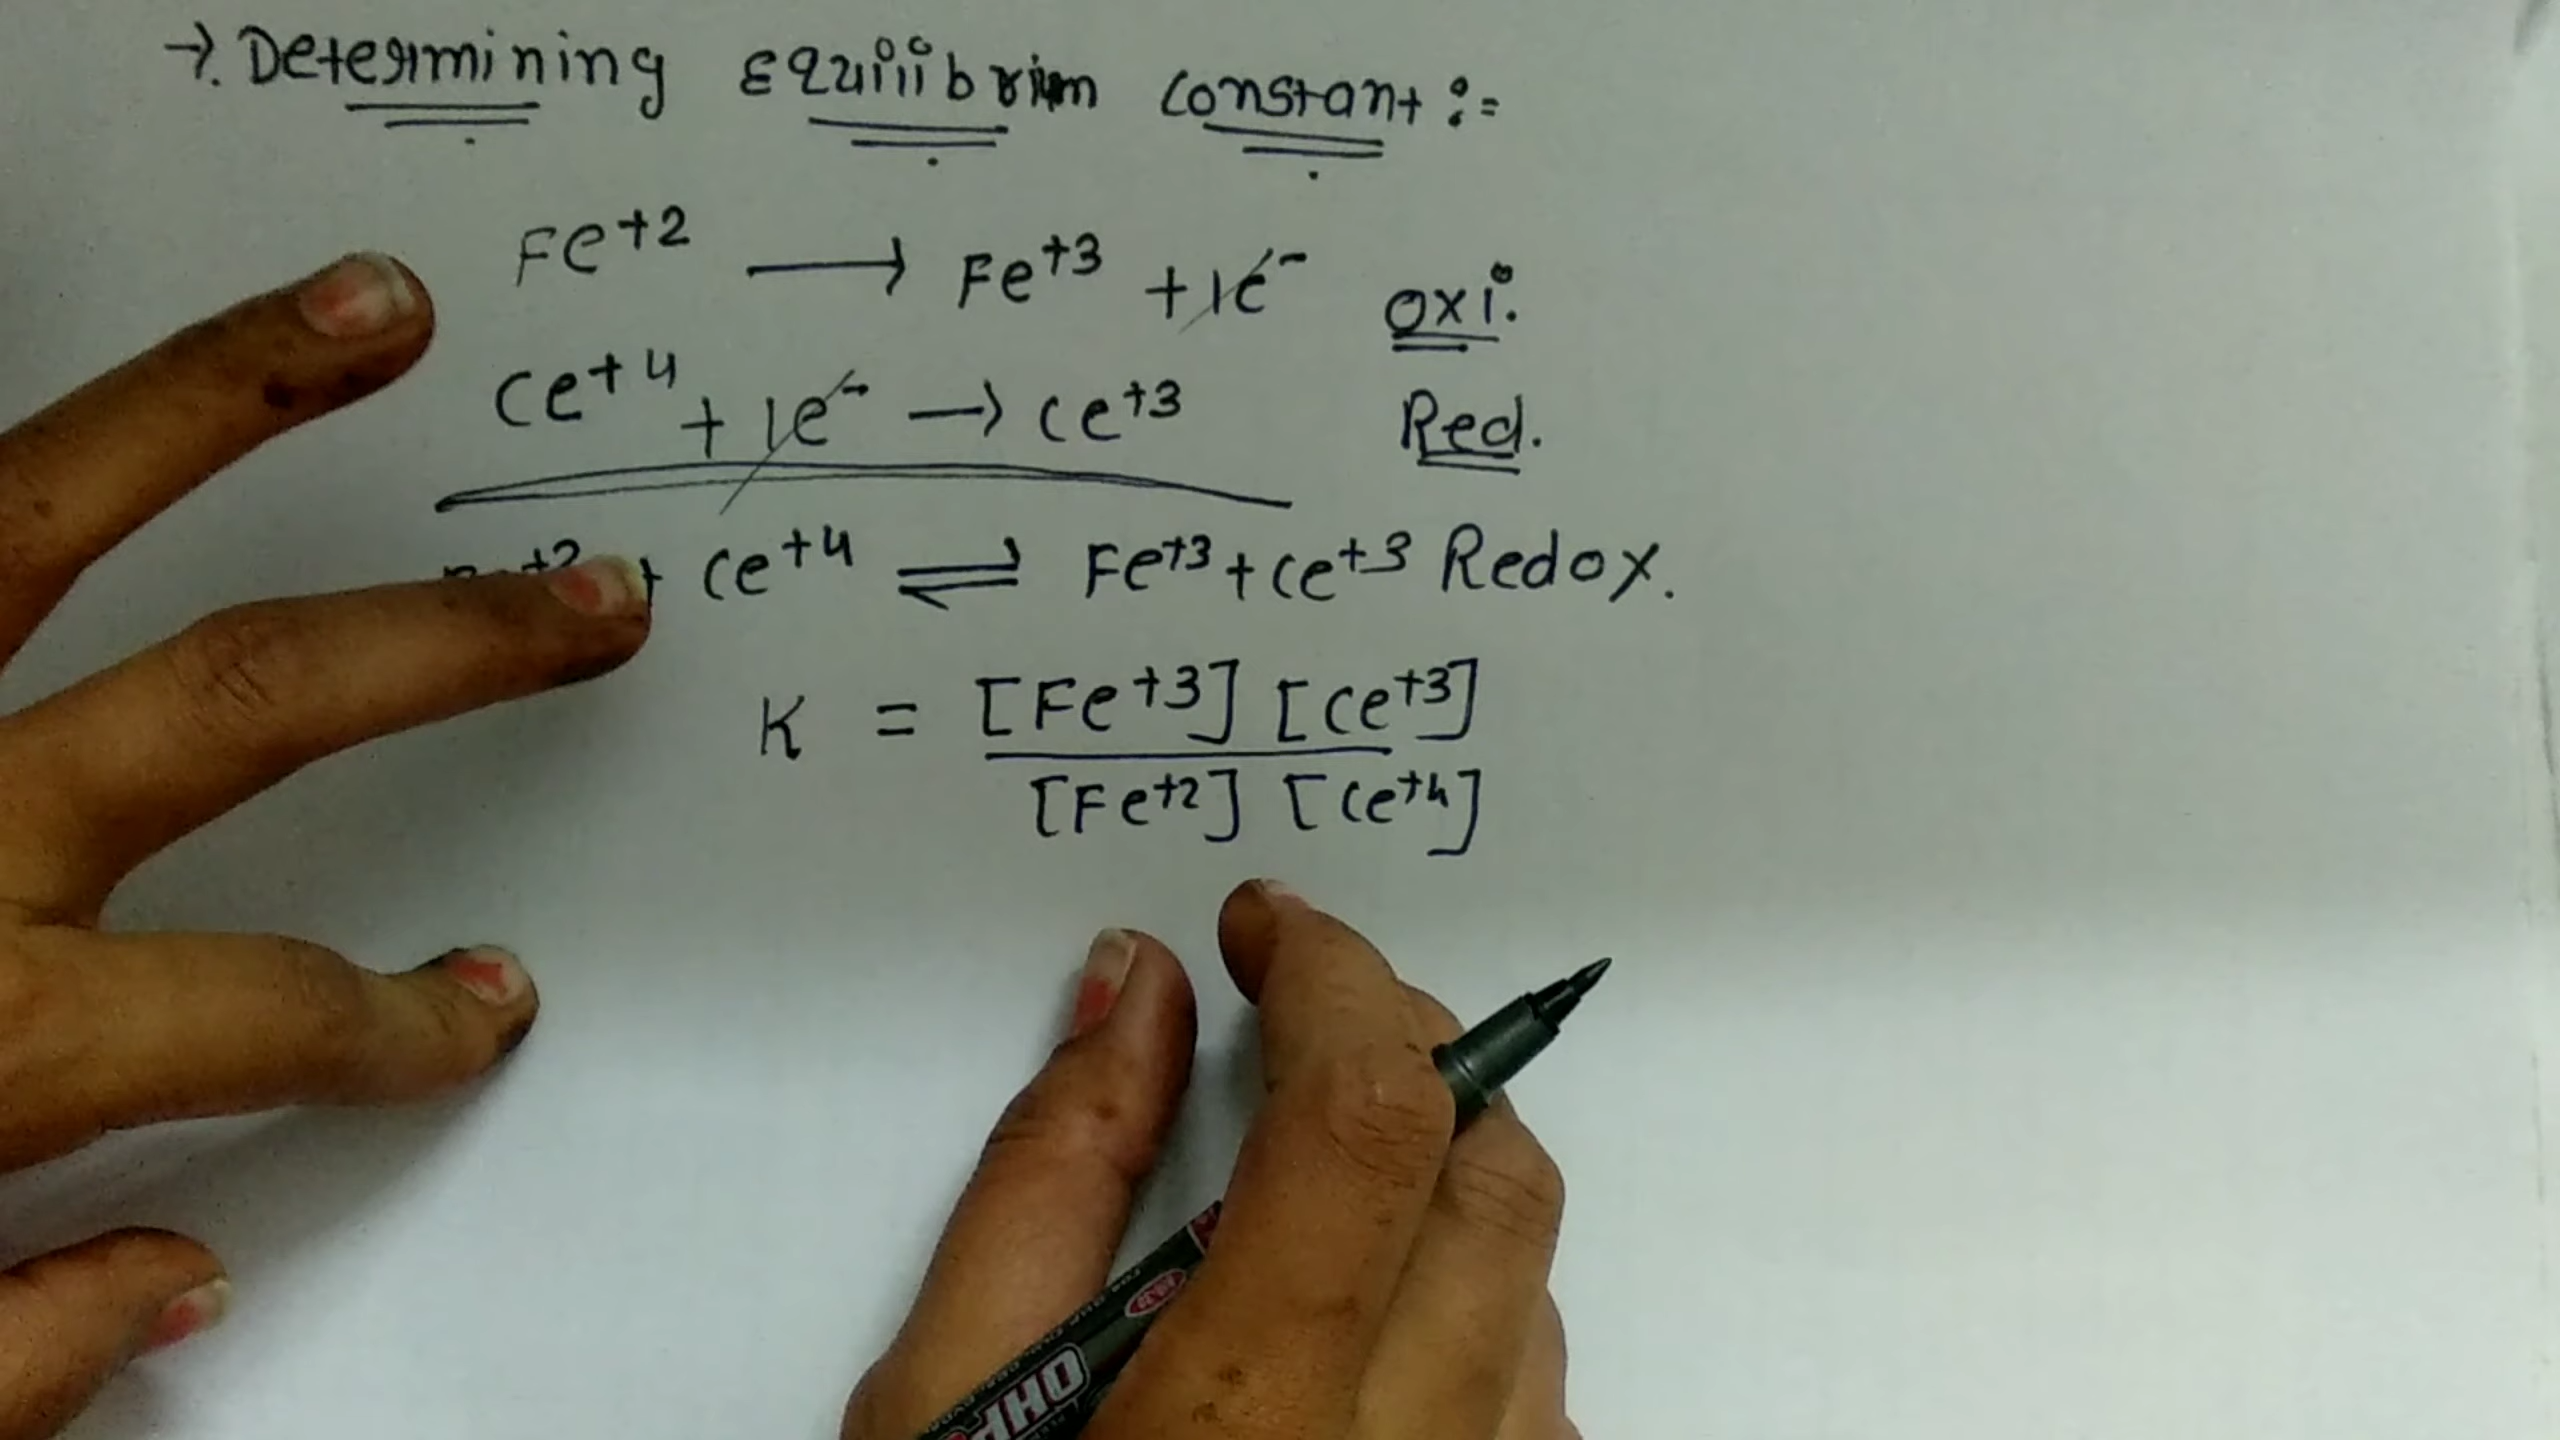 →. Determining Equilibrium constant :=
Fe+2 ⟶ Fe+3 + 1e- oxi.
Ce+4 + 1e- → Ce+3 Red.
+ Ce+4 ⇌ Fe+3 + Ce+3 Redox.
K = [Fe+3] [Ce+3]
[Fe+2] [Ce+4]
OHP